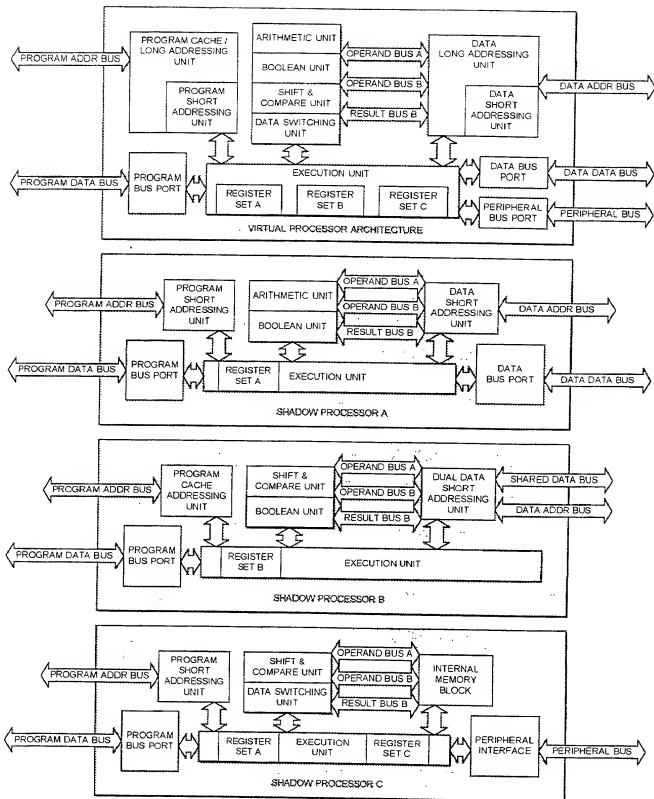 PROGRAM ADDR BUS
PROGRAM CACHE /
LONG ADDRESSING
UNIT
PROGRAM
SHORT
ADDRESSING
UNIT
ARITHMETIC UNIT
BOOLEAN UNIT
SHIFT &
COMPARE UNIT
DATA SWITCHING
UNIT
OPERAND BUS A
OPERAND BUS B
RESULT BUS B
DATA
LONG ADDRESSING
UNIT
DATA
SHORT
ADDRESSING
UNIT
DATA ADDR BUS
PROGRAM DATA BUS
PROGRAM
BUS PORT
EXECUTION UNIT
REGISTER
SET A
REGISTER
SET B
REGISTER
SET C
DATA BUS
PORT
DATA DATA BUS
PERIPHERAL
BUS PORT
PERIPHERAL BUS
VIRTUAL PROCESSOR ARCHITECTURE
PROGRAM ADDR BUS
PROGRAM
SHORT
ADDRESSING
UNIT
ARITHMETIC UNIT
BOOLEAN UNIT
OPERAND BUS A
OPERAND BUS B
RESULT BUS B
DATA
SHORT
ADDRESSING
UNIT
DATA ADDR BUS
PROGRAM DATA BUS
PROGRAM
BUS PORT
REGISTER
SET A
EXECUTION UNIT
DATA
BUS PORT
DATA DATA BUS
SHADOW PROCESSOR A
PROGRAM ADDR BUS
PROGRAM
CACHE
ADDRESSING
UNIT
SHIFT &
COMPARE UNIT
BOOLEAN UNIT
OPERAND BUS A
OPERAND BUS B
RESULT BUS B
DUAL DATA
SHORT
ADDRESSING
UNIT
SHARED DATA BUS
DATA ADDR BUS
PROGRAM DATA BUS
PROGRAM
BUS PORT
REGISTER
SET B
EXECUTION UNIT
SHADOW PROCESSOR B
PROGRAM ADDR BUS
PROGRAM
SHORT
ADDRESSING
UNIT
SHIFT &
COMPARE UNIT
DATA SWITCHING
UNIT
OPERAND BUS A
OPERAND BUS B
RESULT BUS B
INTERNAL
MEMORY
BLOCK
PROGRAM DATA BUS
PROGRAM
BUS PORT
REGISTER
SET A
EXECUTION
UNIT
REGISTER
SET C
PERIPHERAL
INTERFACE
PERIPHERAL BUS
SHADOW PROCESSOR C